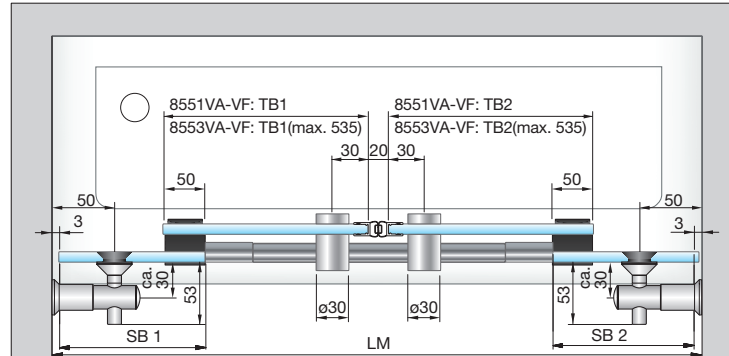 8551VA-VF: TB1
8551VA-VF: TB2
8553VA-VF: TB1(max. 535)
8553VA-VF: TB2(max. 535)
30
20
30
50
50
50
50
3
3
ca.
30
53
ø30
ø30
53
ca.
30
SB 1
LM
SB 2